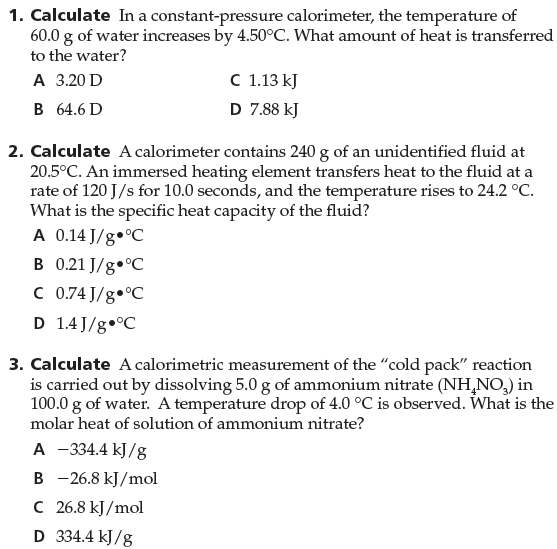 1. Calculate In a constant-pressure calorimeter, the temperature of
60.0 g of water increases by 4.50°C. What amount of heat is transferred
to the water?
A 3.20 D
C 1.13 kJ
B 64.6 D
D 7.88 kJ
2. Calculate A calorimeter contains 240 g of an unidentified fluid at
20.5°C. An immersed heating element transfers heat to the fluid at a
rate of 120 J/s for 10.0 seconds, and the temperature rises to 24.2 °C.
What is the specific heat capacity of the fluid?
A 0.14 J/g•°C
B 0.21 J/g•°C
C 0.74 J/g•°C
D 1.4 J/g•°C
3. Calculate A calorimetric measurement of the “cold pack” reaction
is carried out by dissolving 5.0 g of ammonium nitrate (NH₄NO₃) in
100.0 g of water. A temperature drop of 4.0 °C is observed. What is the
molar heat of solution of ammonium nitrate?
A −334.4 kJ/g
B −26.8 kJ/mol
C 26.8 kJ/mol
D 334.4 kJ/g